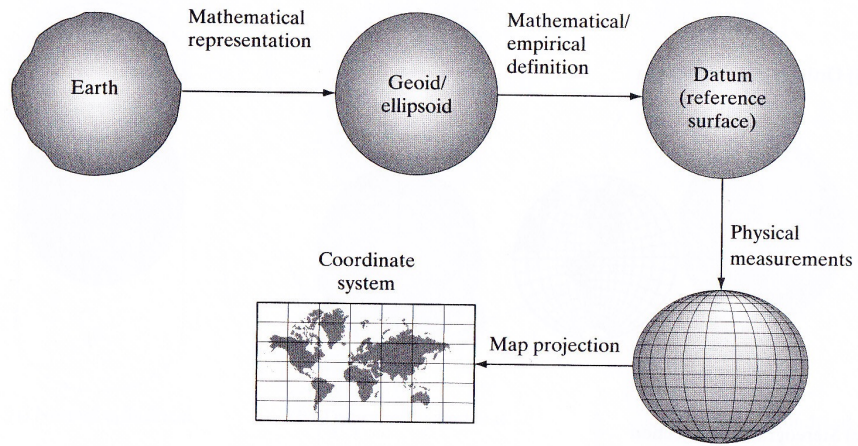 Mathematical
representation
Mathematical/
empirical
definition
Earth
Geoid/
ellipsoid
Datum
(reference
surface)
Physical
measurements
Coordinate
system
Map projection